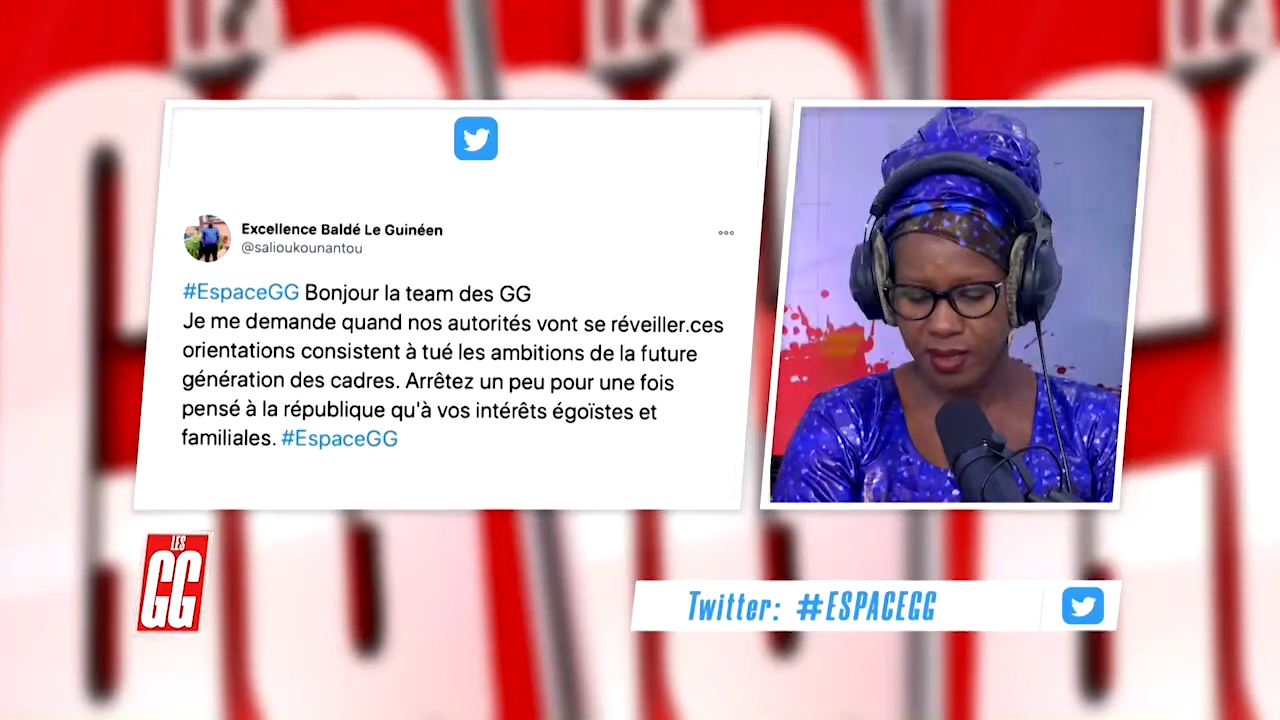 Excellence Baldé Le Guinéen
@salioukounantou
#EspaceGG Bonjour la team des GG
Je me demande quand nos autorités vont se réveiller.ces
orientations consistent à tué les ambitions de la future
génération des cadres. Arrêtez un peu pour une fois
pensé à la république qu'à vos intérêts égoïstes et
familiales. #EspaceGG
LES
GG
Twitter: #ESPACEGG